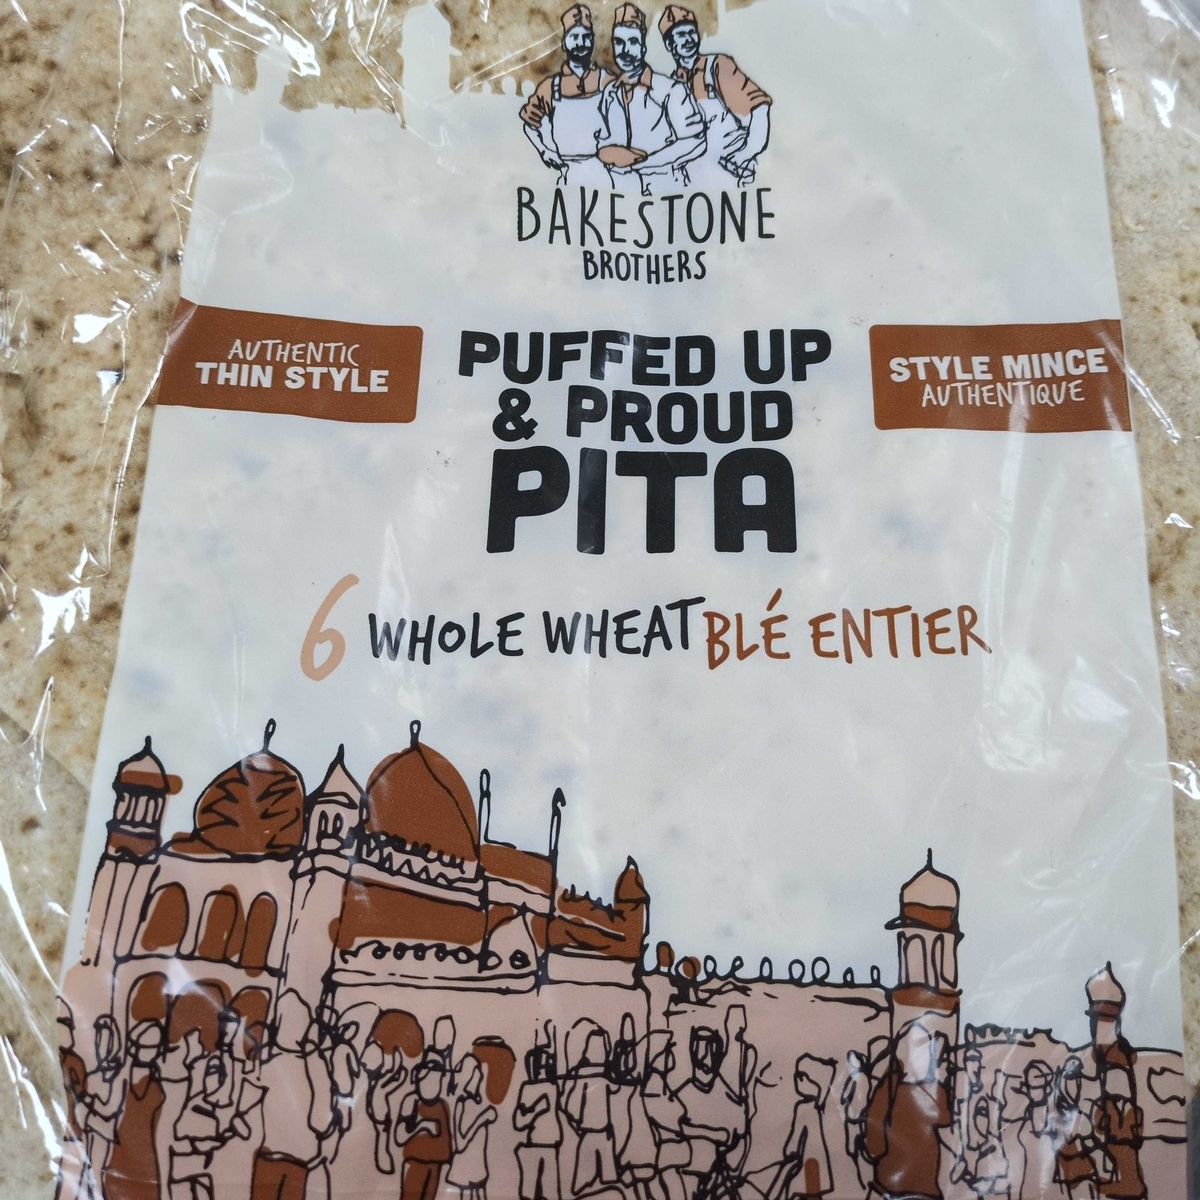 BAKESTONE
BROTHERS
AUTHENTIC
THIN STYLE
PUFFED UP
& PROUD
PITA
STYLE MINCE
AUTHENTIQUE
6 WHOLE WHEAT BLÉ ENTIER